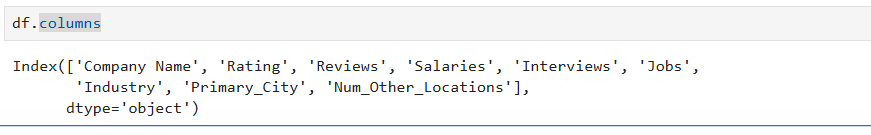 df.columns
Index(['Company Name', 'Rating', 'Reviews', 'Salaries', 'Interviews', 'Jobs',
'Industry', 'Primary_City', 'Num_Other_Locations'],
dtype='object')